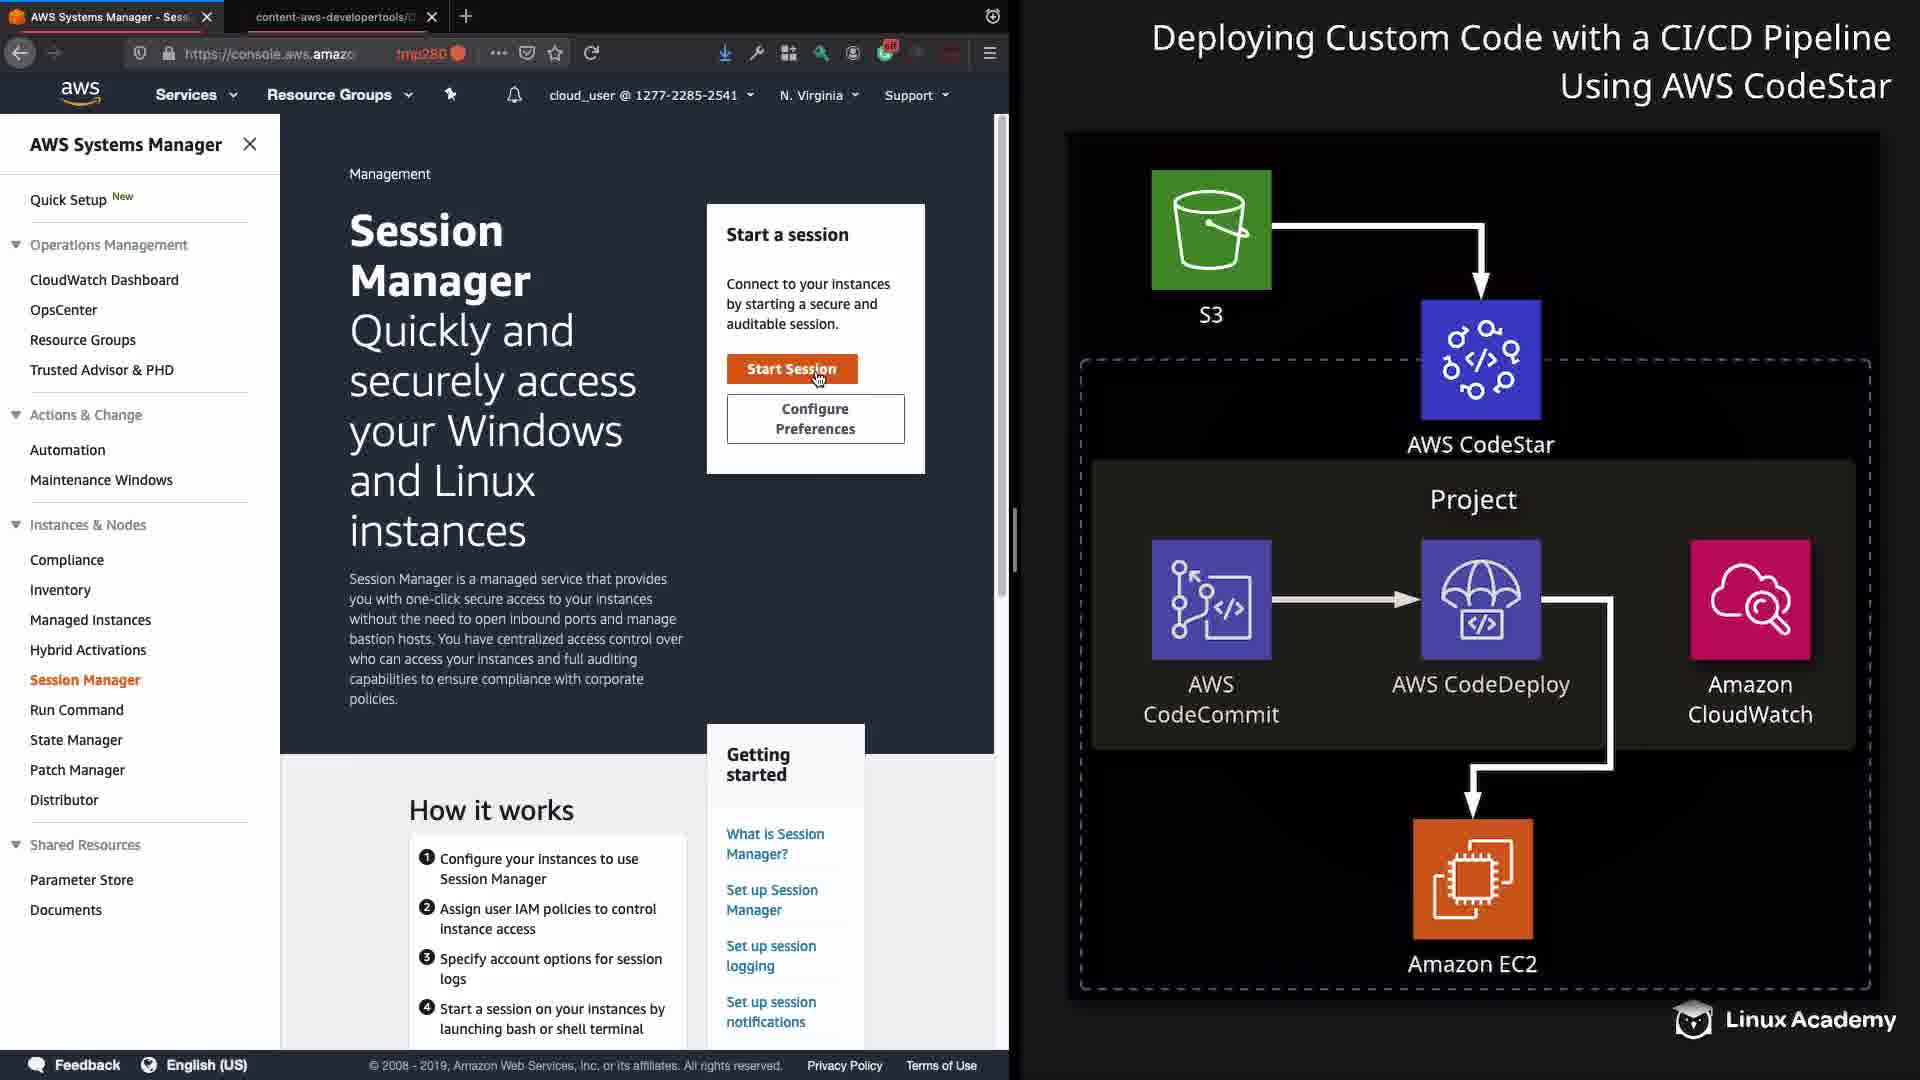 AWS Systems Manager - Sess
content-aws-developertools/
https://console.aws.amazo
:tmp280
off
aws
Services
Resource Groups
cloud_user @ 1277-2285-2541
N. Virginia
Support
AWS Systems Manager
Quick Setup New
Operations Management
CloudWatch Dashboard
OpsCenter
Resource Groups
Trusted Advisor & PHD
Actions & Change
Automation
Maintenance Windows
Instances & Nodes
Compliance
Inventory
Managed Instances
Hybrid Activations
Session Manager
Run Command
State Manager
Patch Manager
Distributor
Shared Resources
Parameter Store
Documents
Management
Session
Manager
Quickly and
securely access
your Windows
and Linux
instances
Session Manager is a managed service that provides
you with one-click secure access to your instances
without the need to open inbound ports and manage
bastion hosts. You have centralized access control over
who can access your instances and full auditing
capabilities to ensure compliance with corporate
policies.
Start a session
Connect to your instances
by starting a secure and
auditable session.
Start Session
Configure
Preferences
How it works
1 Configure your instances to use
Session Manager
2 Assign user IAM policies to control
instance access
3 Specify account options for session
logs
4 Start a session on your instances by
launching bash or shell terminal
Getting
started
What is Session
Manager?
Set up Session
Manager
Set up session
logging
Set up session
notifications
Feedback
English (US)
© 2008 - 2019, Amazon Web Services, Inc. or its affiliates. All rights reserved.
Privacy Policy
Terms of Use
Deploying Custom Code with a CI/CD Pipeline
Using AWS CodeStar
S3
AWS CodeStar
Project
AWS
CodeCommit
AWS CodeDeploy
Amazon
CloudWatch
Amazon EC2
Linux Academy